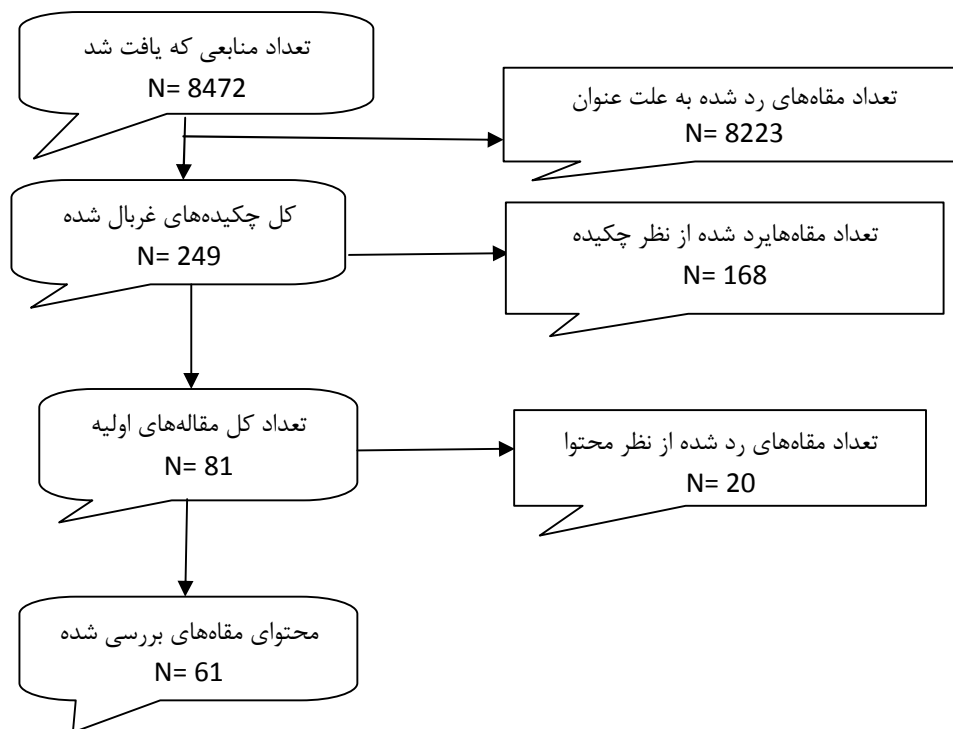 تعداد منابعی که یافت شد
N= 8472
تعداد مقاه‌های رد شده به علت عنوان
N= 8223
کل چکیده‌های غربال شده
N= 249
تعداد مقاه‌هایرد شده از نظر چکیده
N= 168
تعداد کل مقاله‌های اولیه
N= 81
تعداد مقاه‌های رد شده از نظر محتوا
N= 20
محتوای مقاه‌های بررسی شده
N= 61